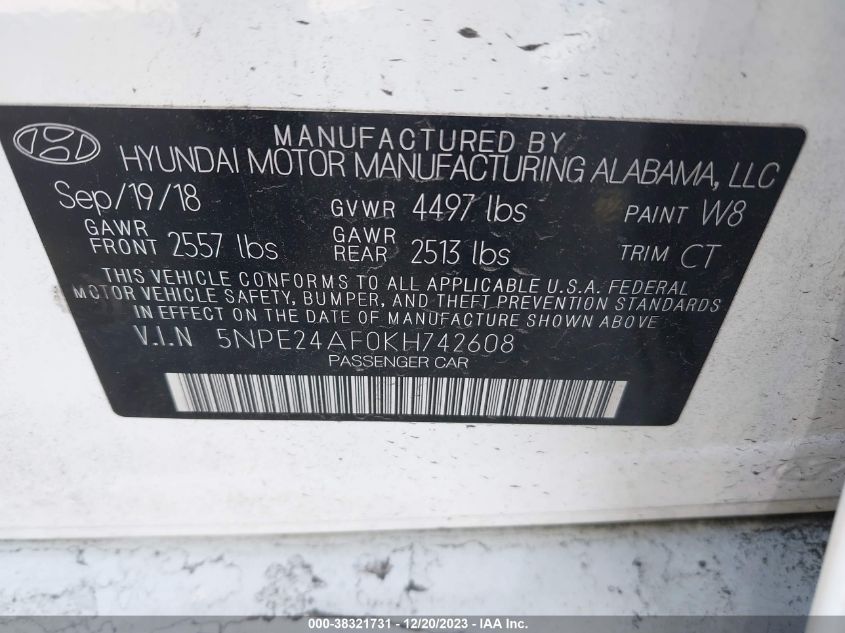 MANUFACTURED BY
HYUNDAI MOTOR MANUFACTURING ALABAMA, LLC
Sep/19/18 GVWR 4497 lbs PAINT W8
GAWR FRONT 2557 lbs GAWR REAR 2513 lbs TRIM CT
THIS VEHICLE CONFORMS TO ALL APPLICABLE U.S.A. FEDERAL
MOTOR VEHICLE SAFETY, BUMPER, AND THEFT PREVENTION STANDARDS
IN EFFECT ON THE DATE OF MANUFACTURE SHOWN ABOVE
V.I.N 5NPE24AF0KH742608
PASSENGER CAR
000-38321731 - 12/20/2023 - IAA Inc.